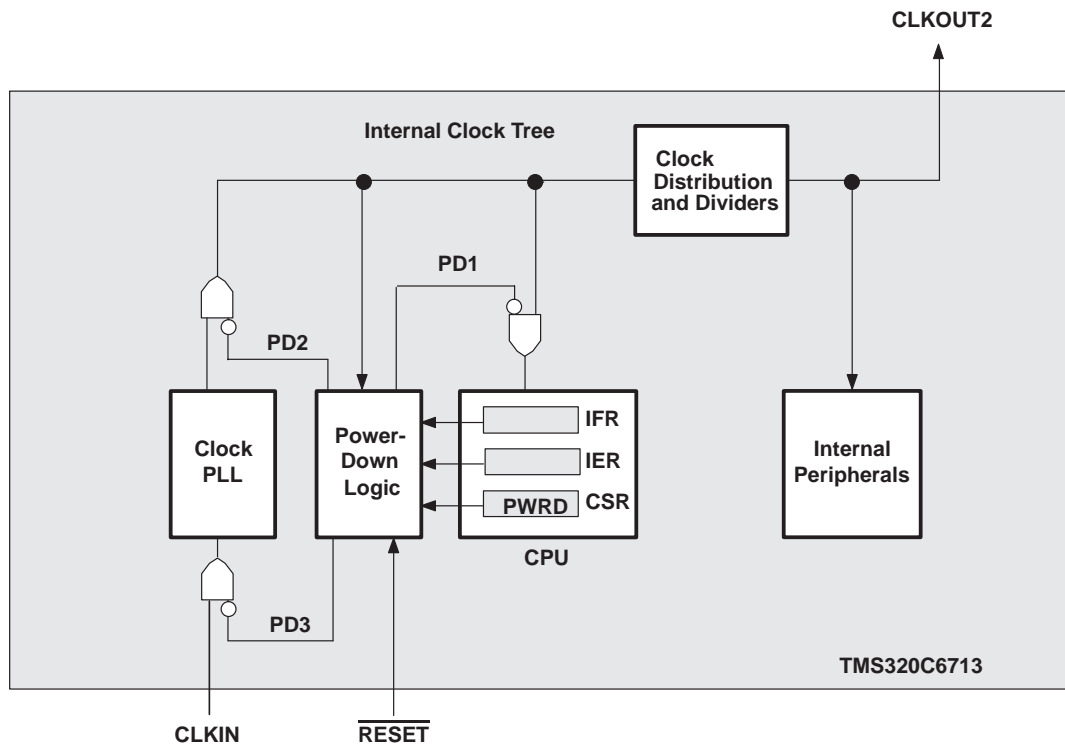 CLKOUT2
Internal Clock Tree
Clock
Distribution
and Dividers
PD1
PD2
Clock
PLL
Power-
Down
Logic
IFR
IER
PWRD CSR
CPU
Internal
Peripherals
PD3
TMS320C6713
CLKIN
RESET